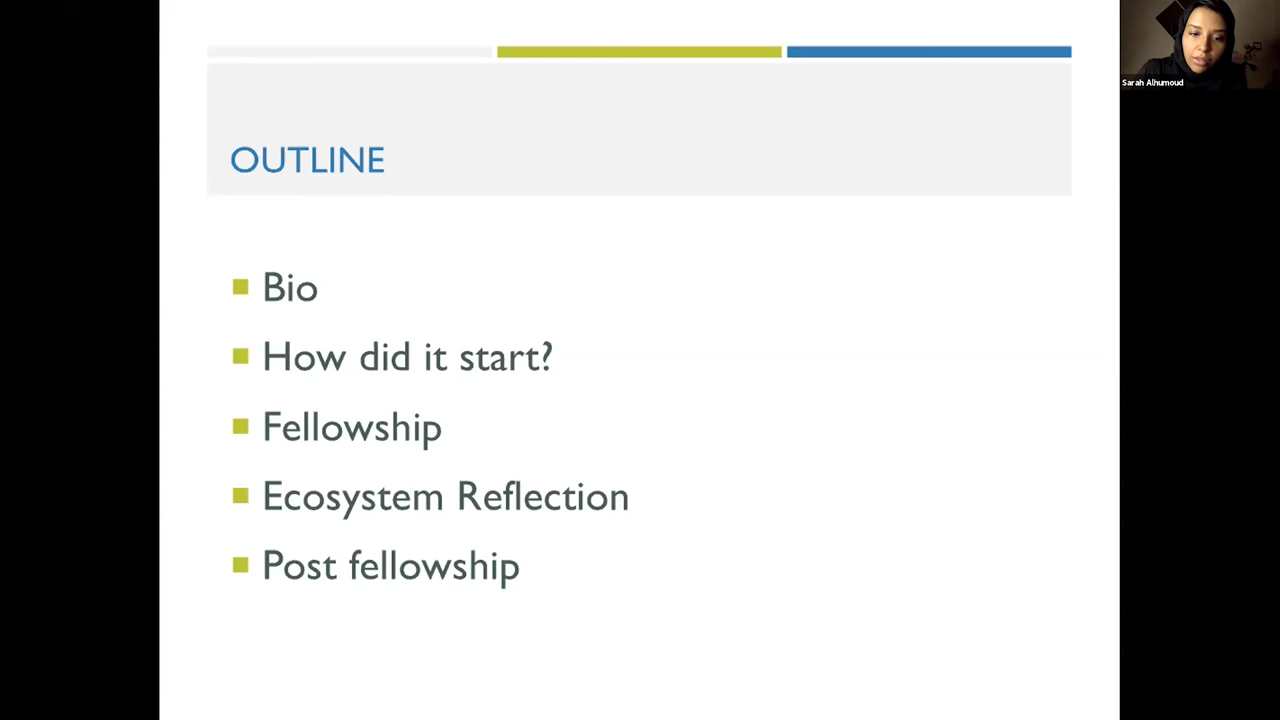 Sarah Alhumoud
OUTLINE
Bio
How did it start?
Fellowship
Ecosystem Reflection
Post fellowship